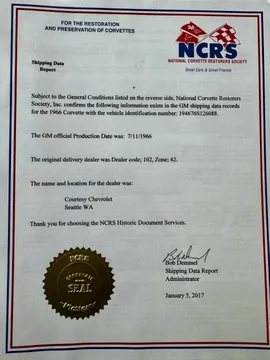 FOR THE RESTORATION
AND PRESERVATION OF CORVETTES
NCRS
NATIONAL CORVETTE RESTORERS SOCIETY
Great Cars & Great Friends
Shipping Data
Report
Subject to the General Conditions listed on the reverse side, National Corvette Restorers
Society, Inc. confirms the following information exists in the GM shipping data records
for the 1966 Corvette with the vehicle identification number: 194676S126088.
The GM official Production Date was: 7/11/1966
The original delivery dealer was Dealer code; 102, Zone; 42.
The name and location for the dealer was:
Courtesy Chevrolet
Seattle WA
Thank you for choosing the NCRS Historic Document Services.
Bob Demmel
Shipping Data Report
Administrator
January 5, 2017
NCRS
SEAL